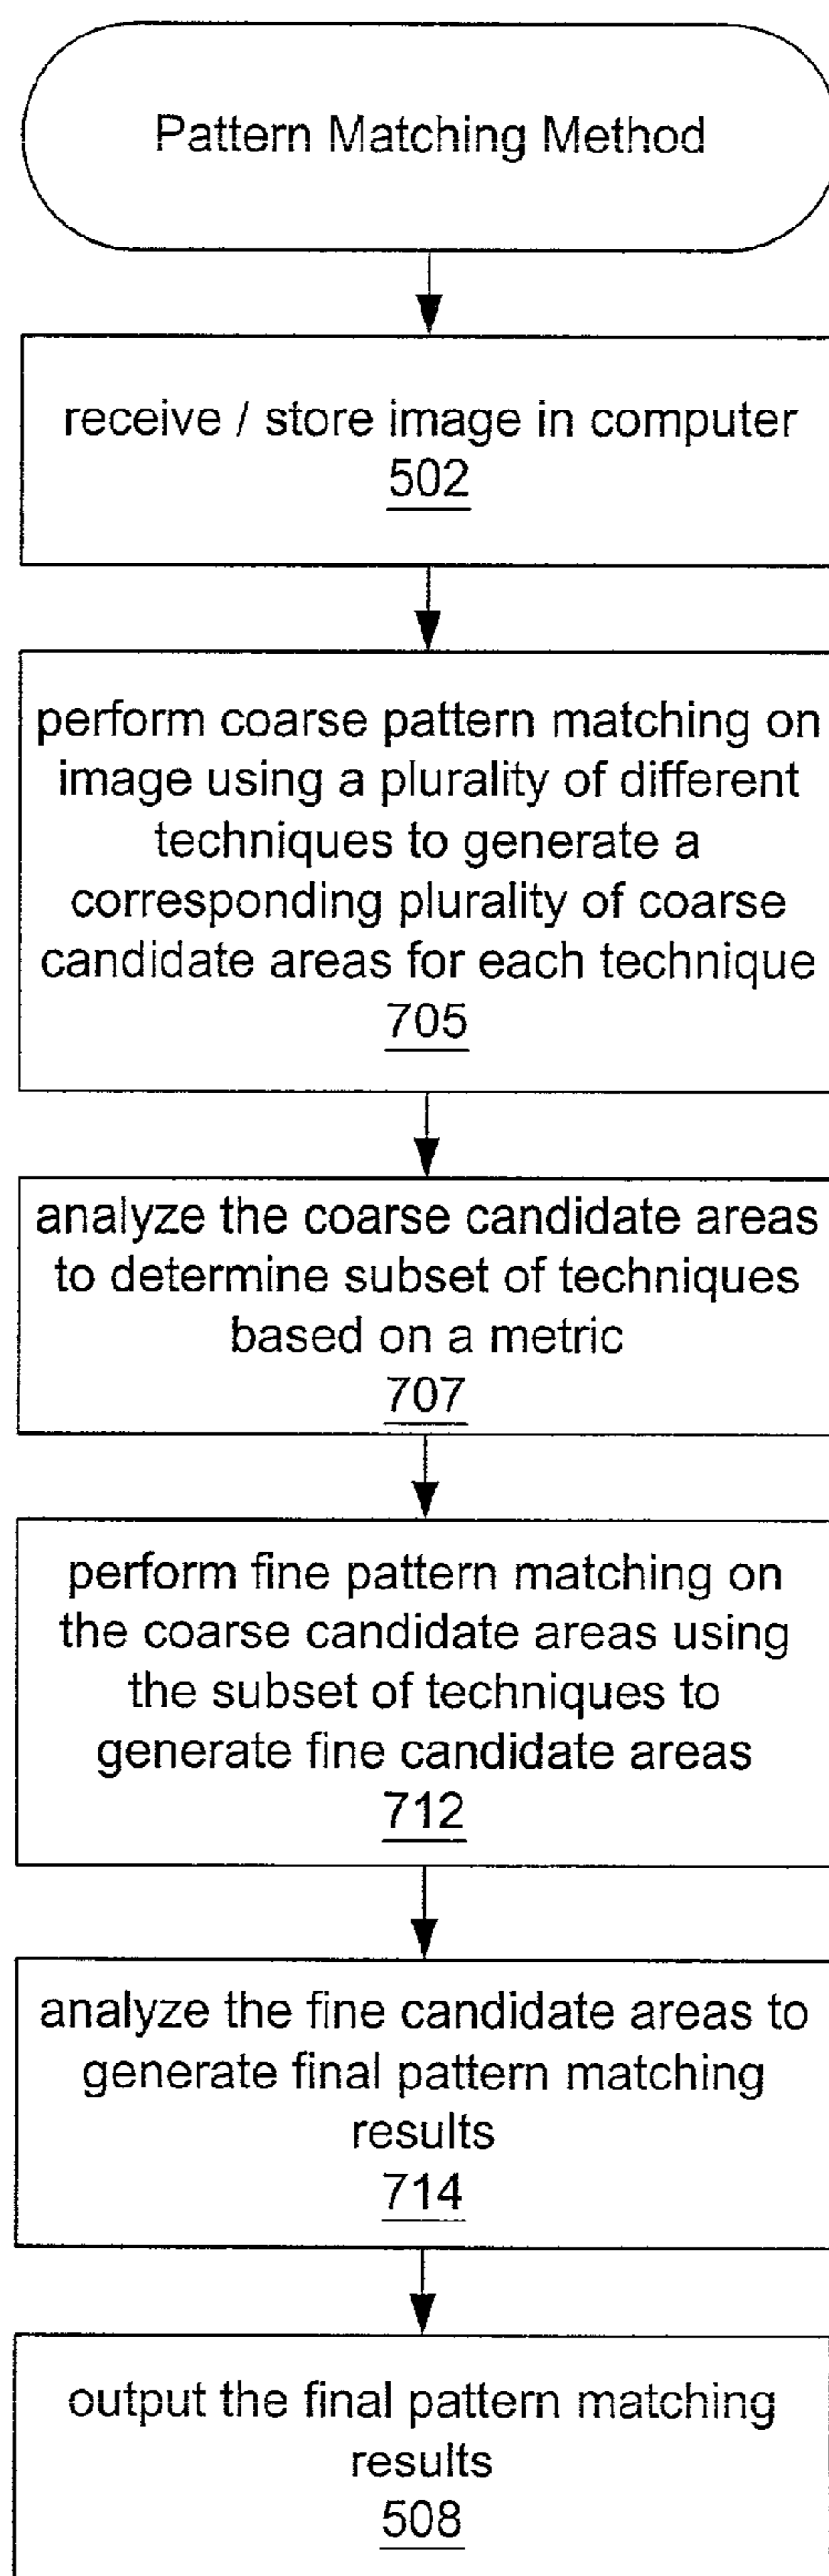 Pattern Matching Method
receive / store image in computer
502
perform coarse pattern matching on
image using a plurality of different
techniques to generate a
corresponding plurality of coarse
candidate areas for each technique
705
analyze the coarse candidate areas
to determine subset of techniques
based on a metric
707
perform fine pattern matching on
the coarse candidate areas using
the subset of techniques to
generate fine candidate areas
712
analyze the fine candidate areas to
generate final pattern matching
results
714
output the final pattern matching
results
508